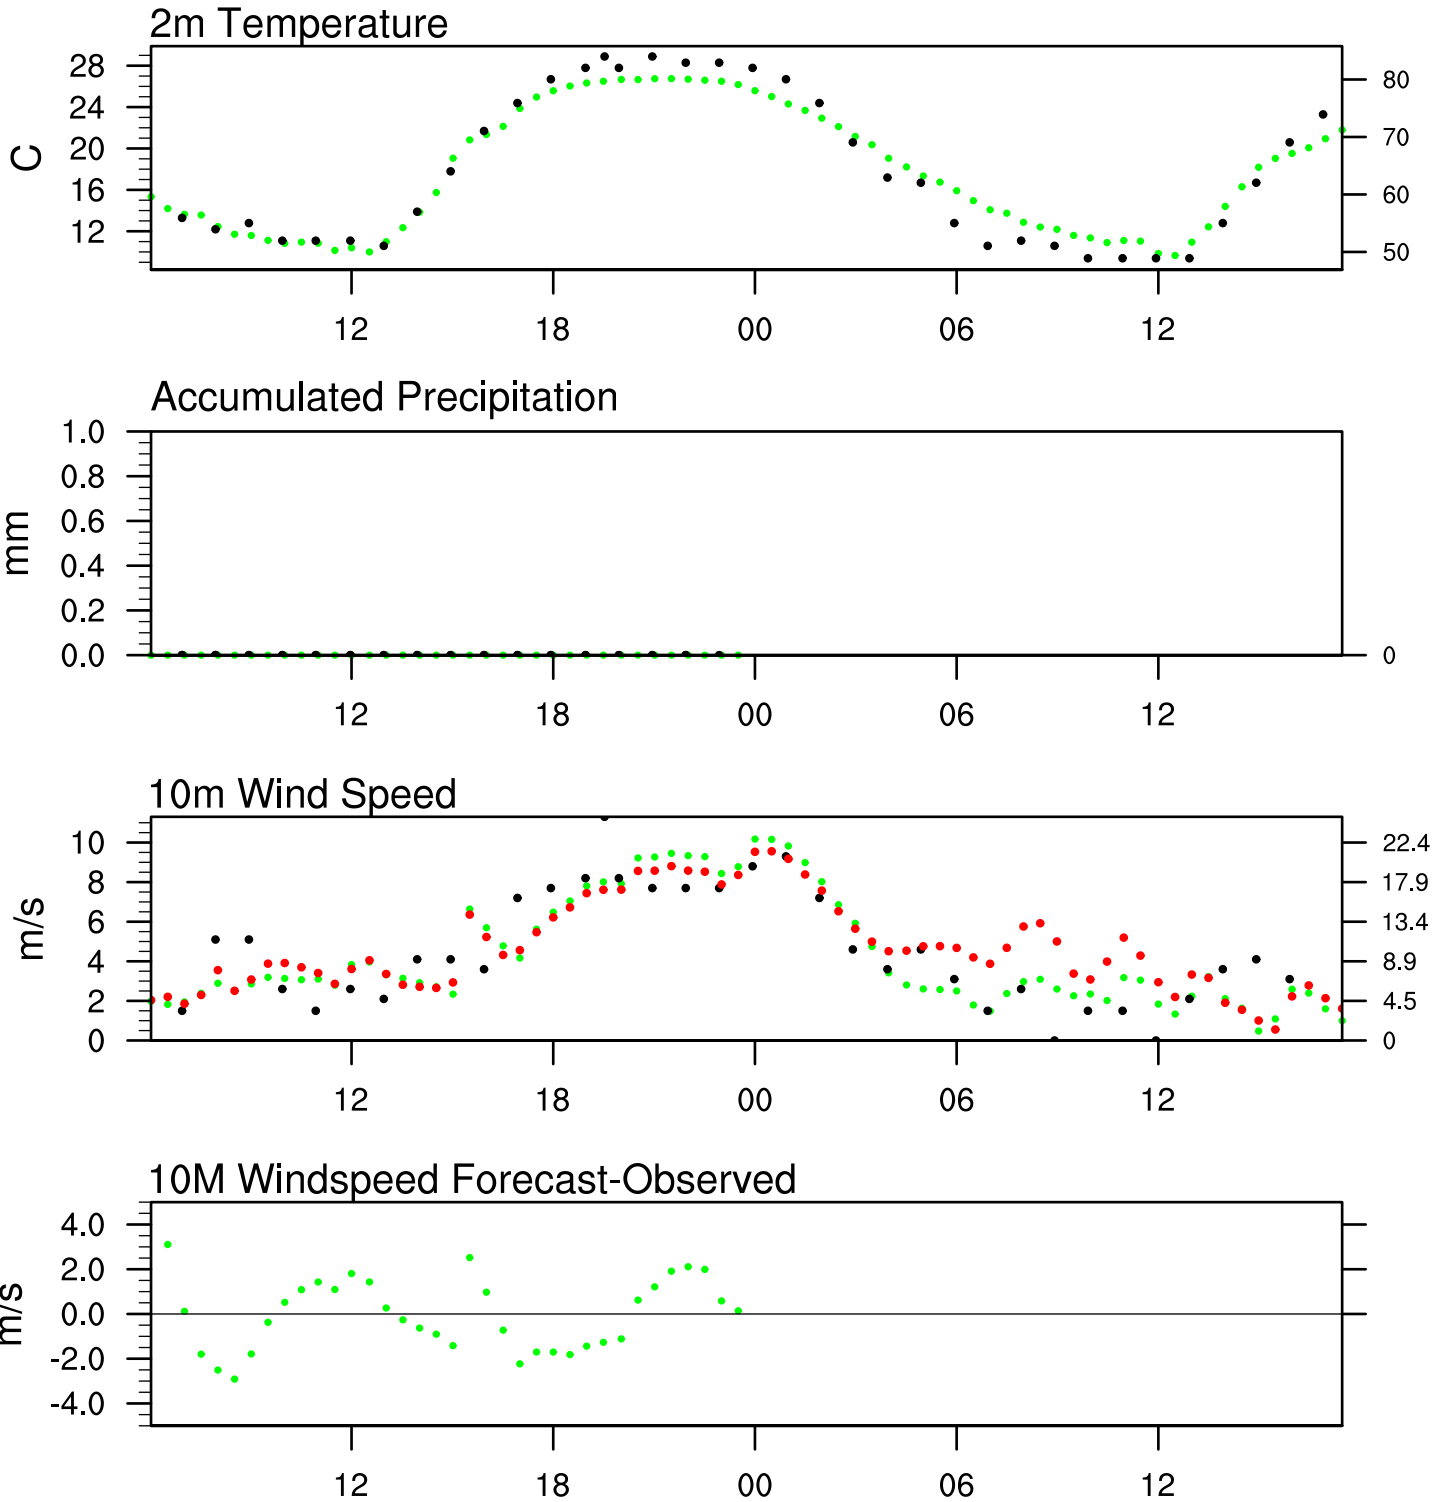 2m Temperature
28
24
20
16
12
C
80
70
60
50
12 18 00 06 12
Accumulated Precipitation
1.0
0.8
0.6
0.4
0.2
0.0
mm
0
12 18 00 06 12
10m Wind Speed
10
8
6
4
2
0
m/s
22.4
17.9
13.4
8.9
4.5
0
12 18 00 06 12
10M Windspeed Forecast-Observed
4.0
2.0
0.0
-2.0
-4.0
m/s
12 18 00 06 12